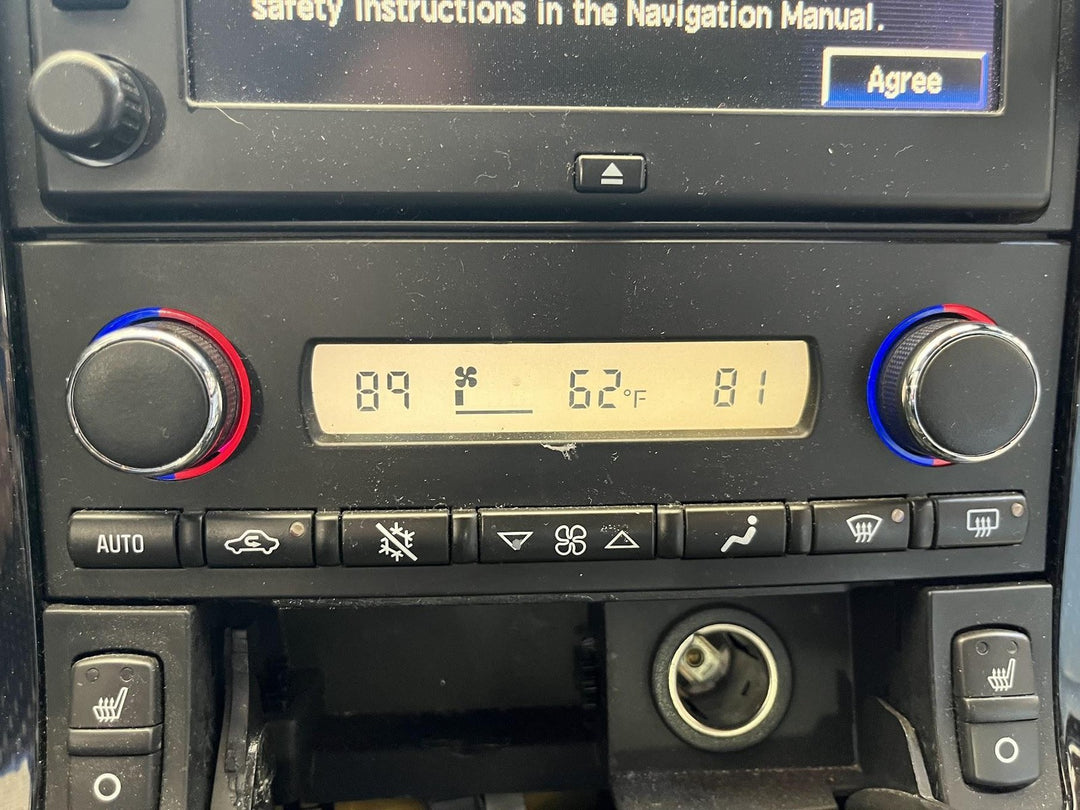 safety instructions in the Navigation Manual.
Agree
89 62°F 81
AUTO